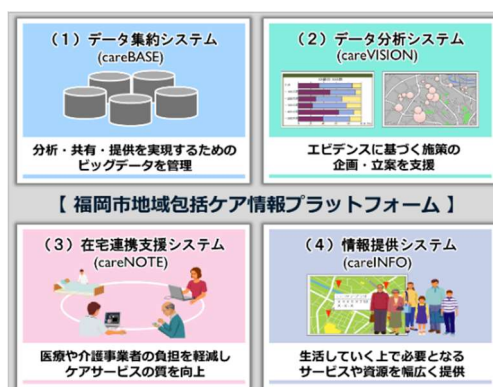 （1）データ集約システム
(careBASE)
分析・共有・提供を実現するための
ビッグデータを管理
（2）データ分析システム
(careVISION)
エビデンスに基づく施策の
企画・立案を支援
【 福岡市地域包括ケア情報プラットフォーム 】
（3）在宅連携支援システム
(careNOTE)
医療や介護事業者の負担を軽減し
ケアサービスの質を向上
（4）情報提供システム
(careINFO)
生活していく上で必要となる
サービスや資源を幅広く提供